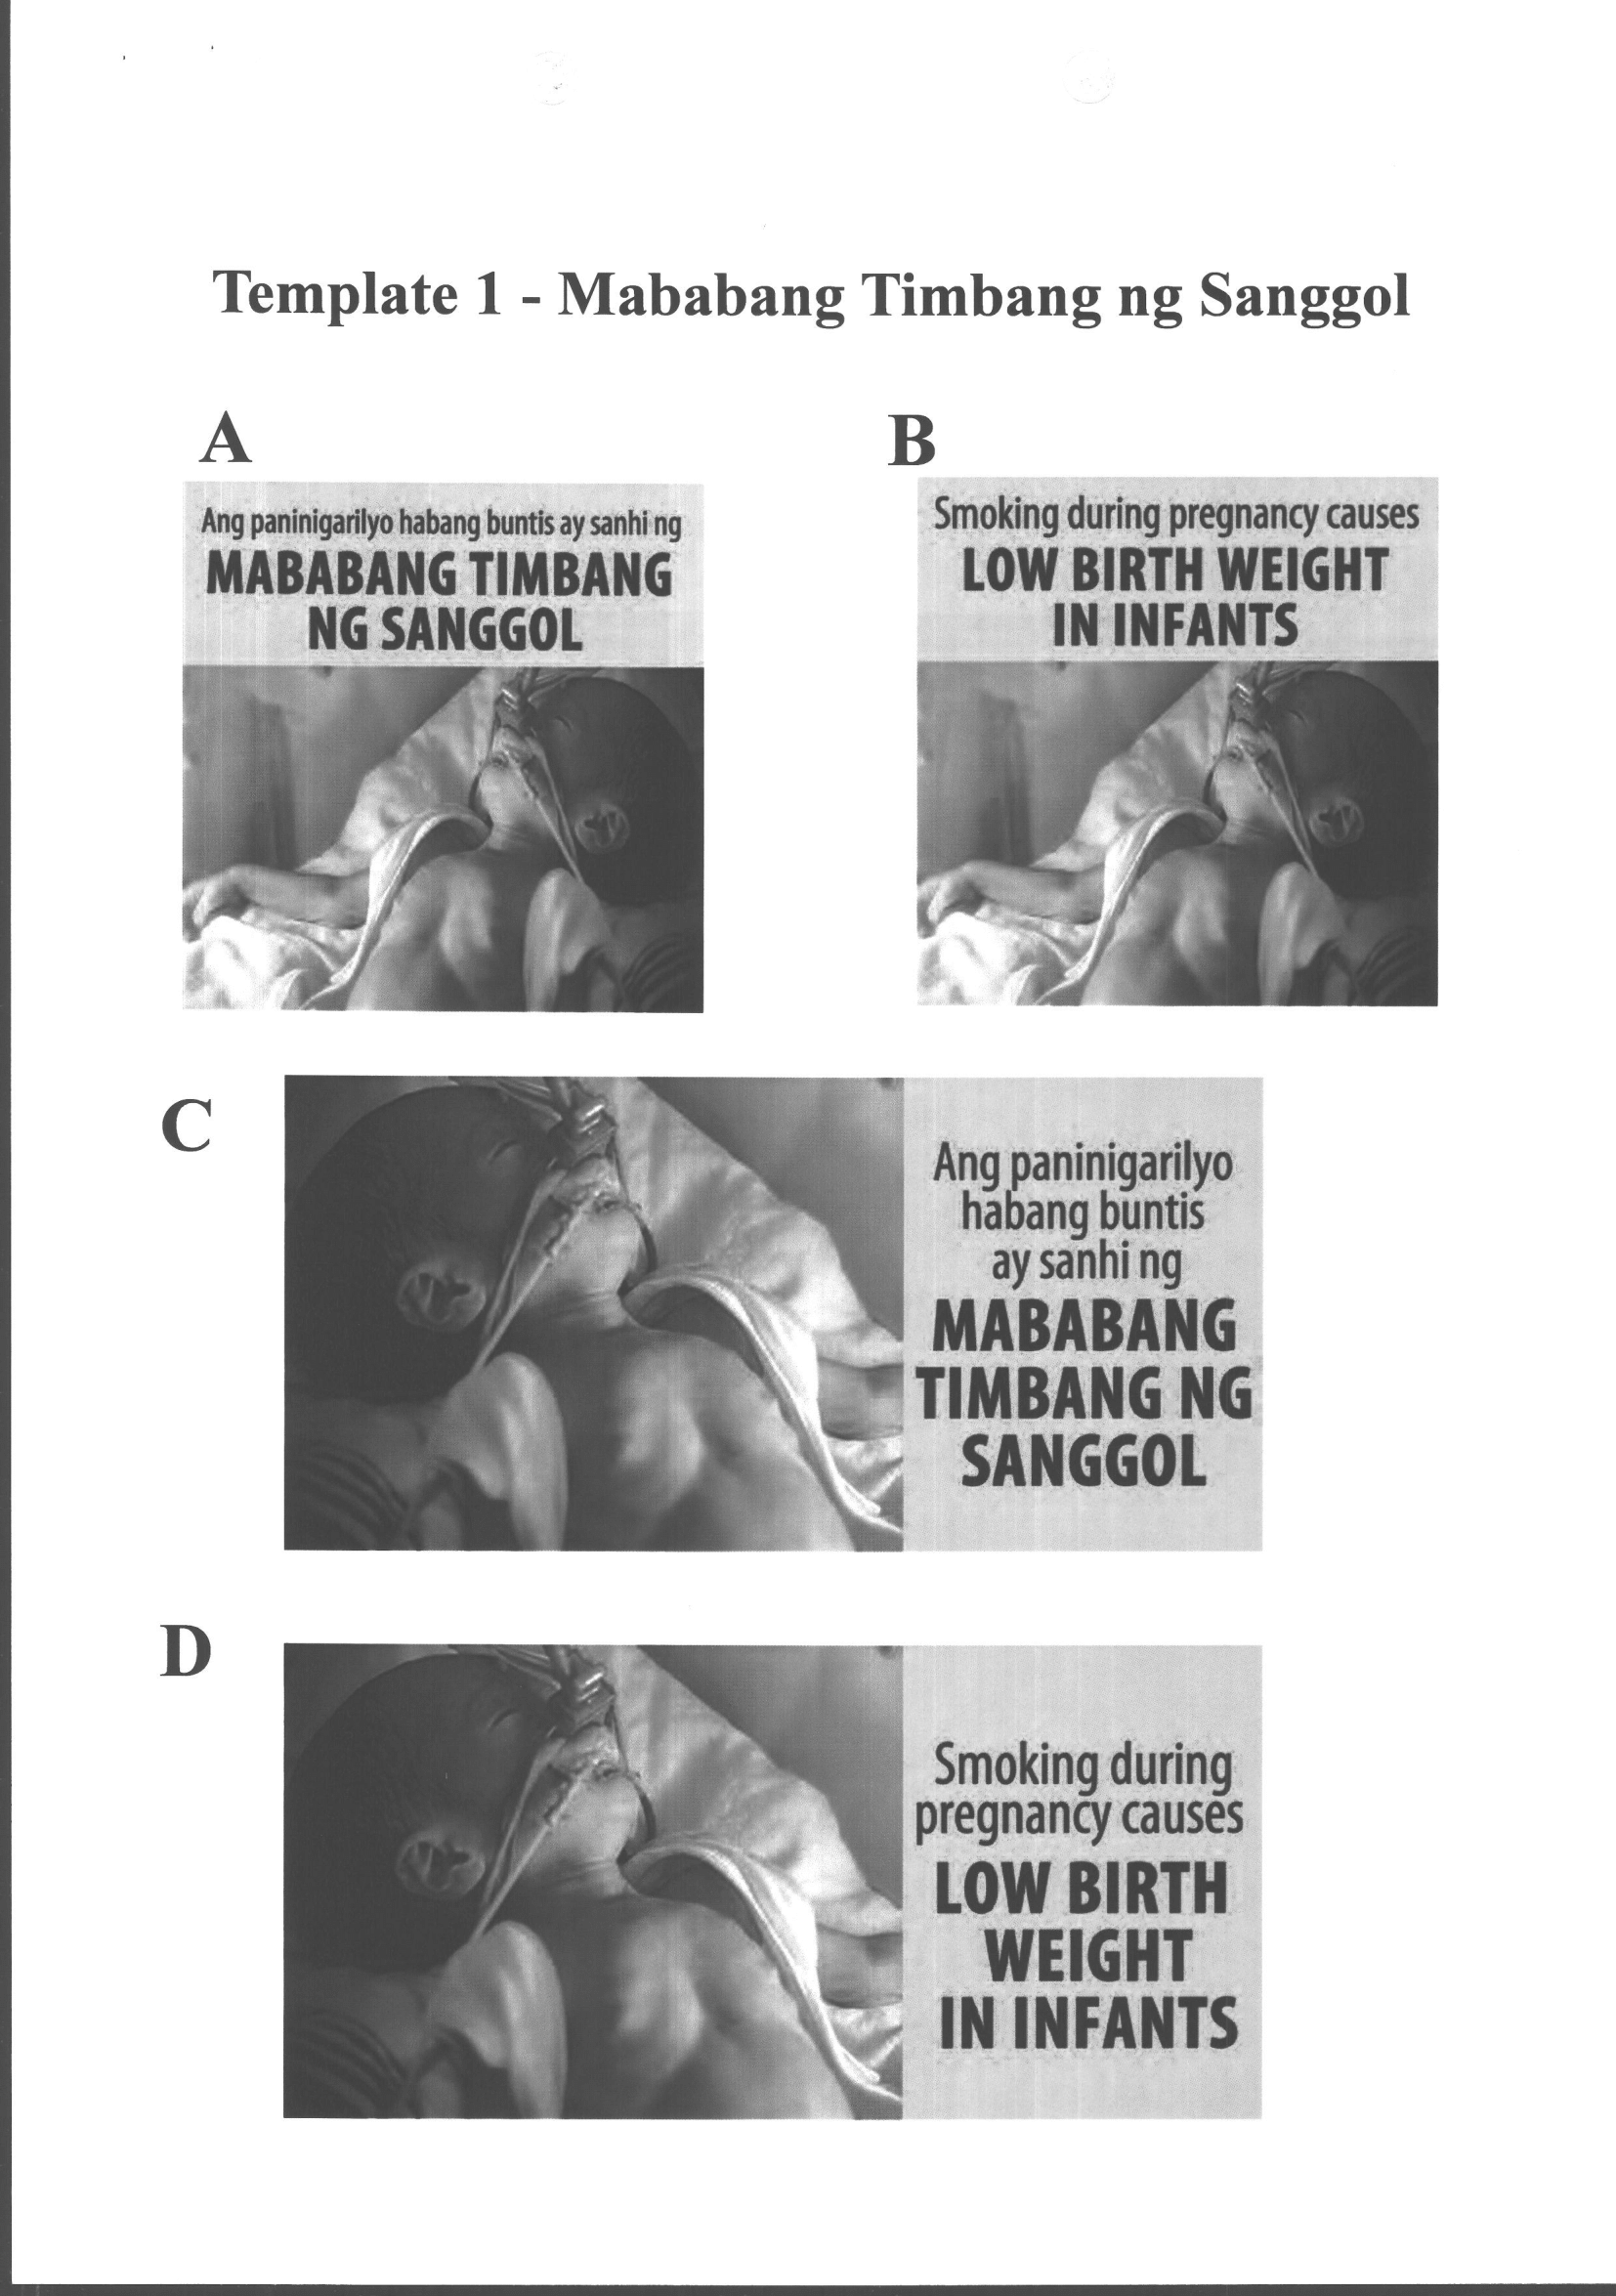 Template 1 - Mababang Timbang ng Sanggol
A
Ang paninigarilyo habang buntis ay sanhi ng
MABABANG TIMBANG
NG SANGGOL
B
Smoking during pregnancy causes
LOW BIRTH WEIGHT
IN INFANTS
C
Ang paninigarilyo
habang buntis
ay sanhi ng
MABABANG
TIMBANG NG
SANGGOL
D
Smoking during
pregnancy causes
LOW BIRTH
WEIGHT
IN INFANTS